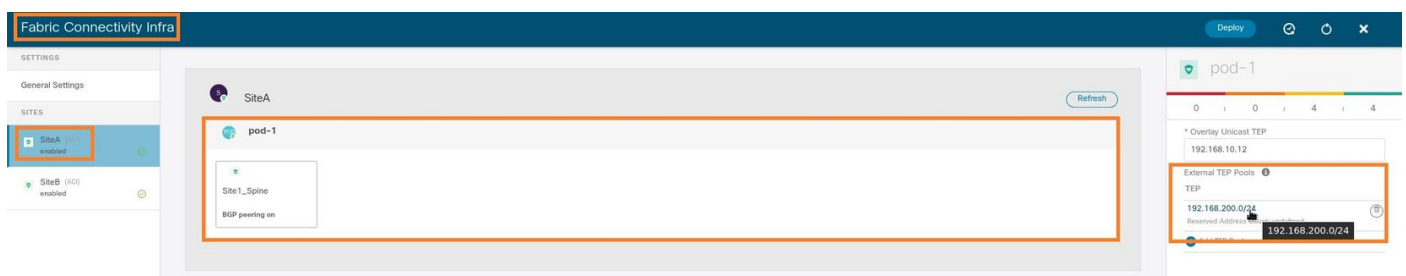 Fabric Connectivity Infra
Deploy
SETTINGS
General Settings
SITES
SiteA
enabled
SiteB (ACI)
enabled
SiteA
Refresh
pod-1
Site1_Spine
BGP peering on
pod-1
0 0 4 4
* Overlay Unicast TEP
192.168.10.12
External TEP Pools
TEP
192.168.200.0/24
Reserved Address
192.168.200.0/24